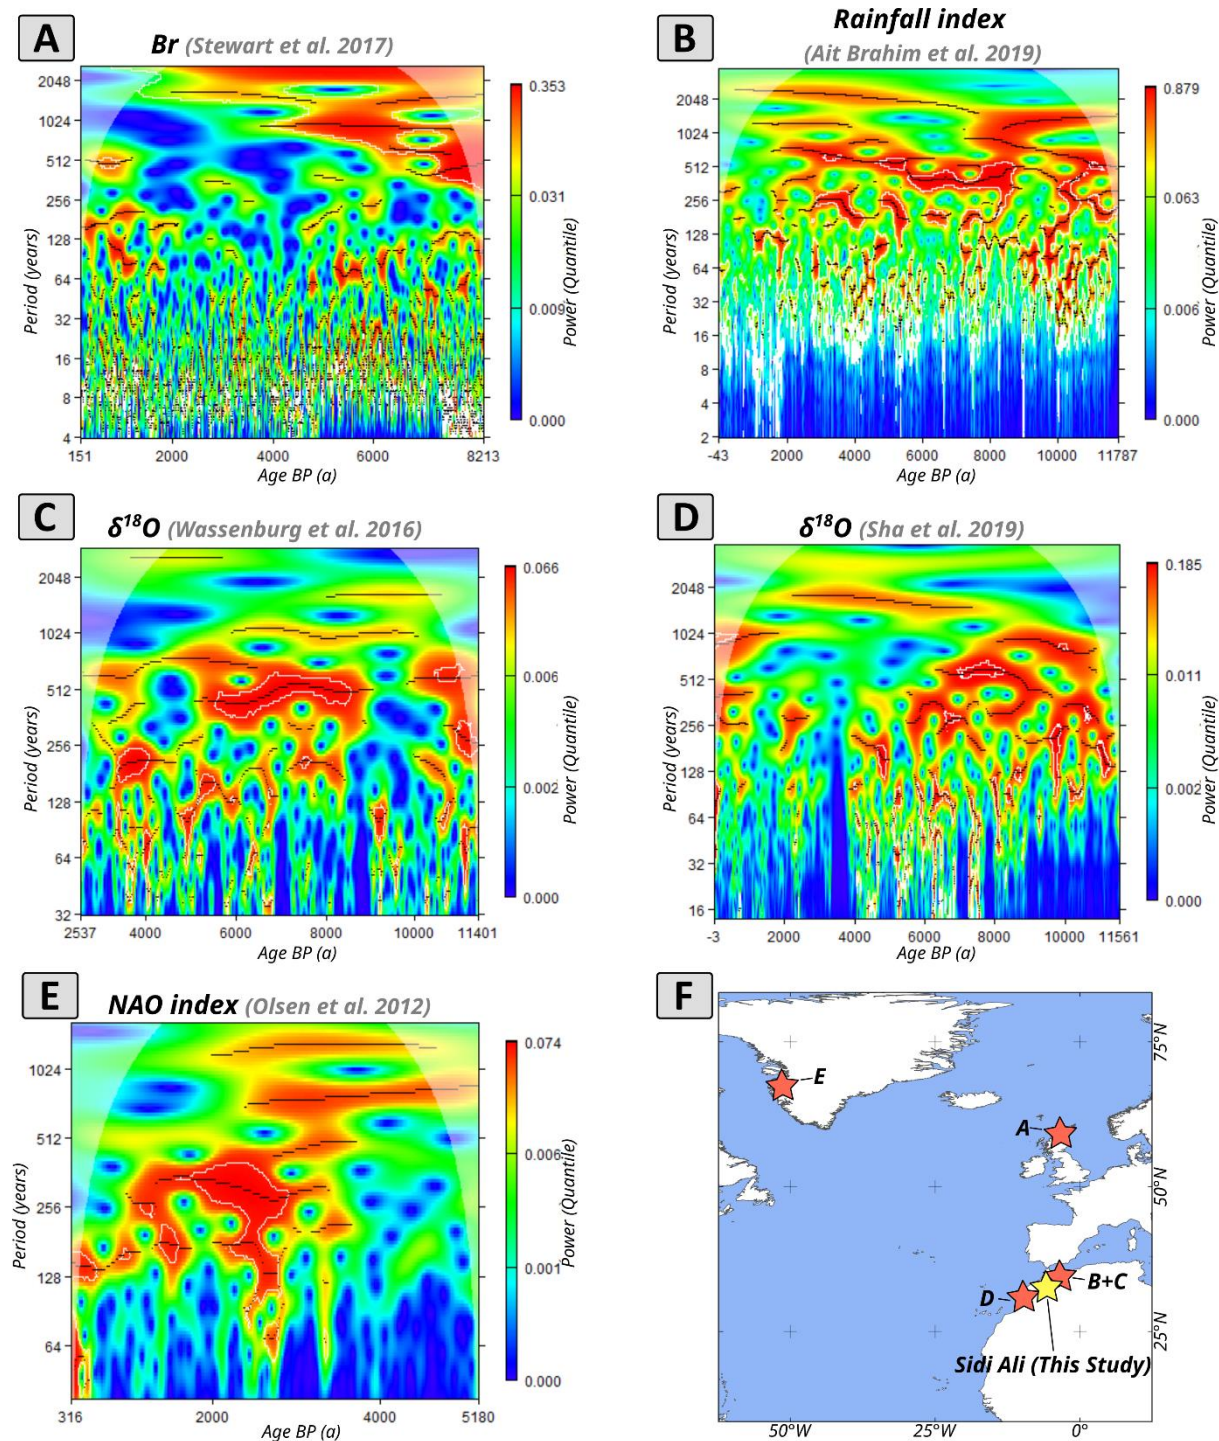 A
Br (Stewart et al. 2017)
2048
1024
512
256
128
64
32
16
8
4
Period (years)
151 2000 4000 6000 8213
Age BP (a)
0.353
0.031
0.009
0.000
Power (Quantile)
B
Rainfall index
(Ait Brahim et al. 2019)
2048
1024
512
256
128
64
32
16
8
4
2
Period (years)
-43 2000 4000 6000 8000 10000 11787
Age BP (a)
0.879
0.063
0.006
0.000
Power (Quantile)
C
δ¹⁸O (Wassenburg et al. 2016)
2048
1024
512
256
128
64
32
Period (years)
2537 4000 6000 8000 10000 11401
Age BP (a)
0.066
0.006
0.002
0.000
Power (Quantile)
D
δ¹⁸O (Sha et al. 2019)
2048
1024
512
256
128
64
32
16
Period (years)
-3 2000 4000 6000 8000 10000 11561
Age BP (a)
0.185
0.011
0.002
0.000
Power (Quantile)
E
NAO index (Olsen et al. 2012)
1024
512
256
128
64
Period (years)
316 2000 4000 5180
Age BP (a)
0.074
0.006
0.001
0.000
Power (Quantile)
F
E
A
B+C
D
Sidi Ali (This Study)
75°N
50°N
25°N
50°W 25°W 0°